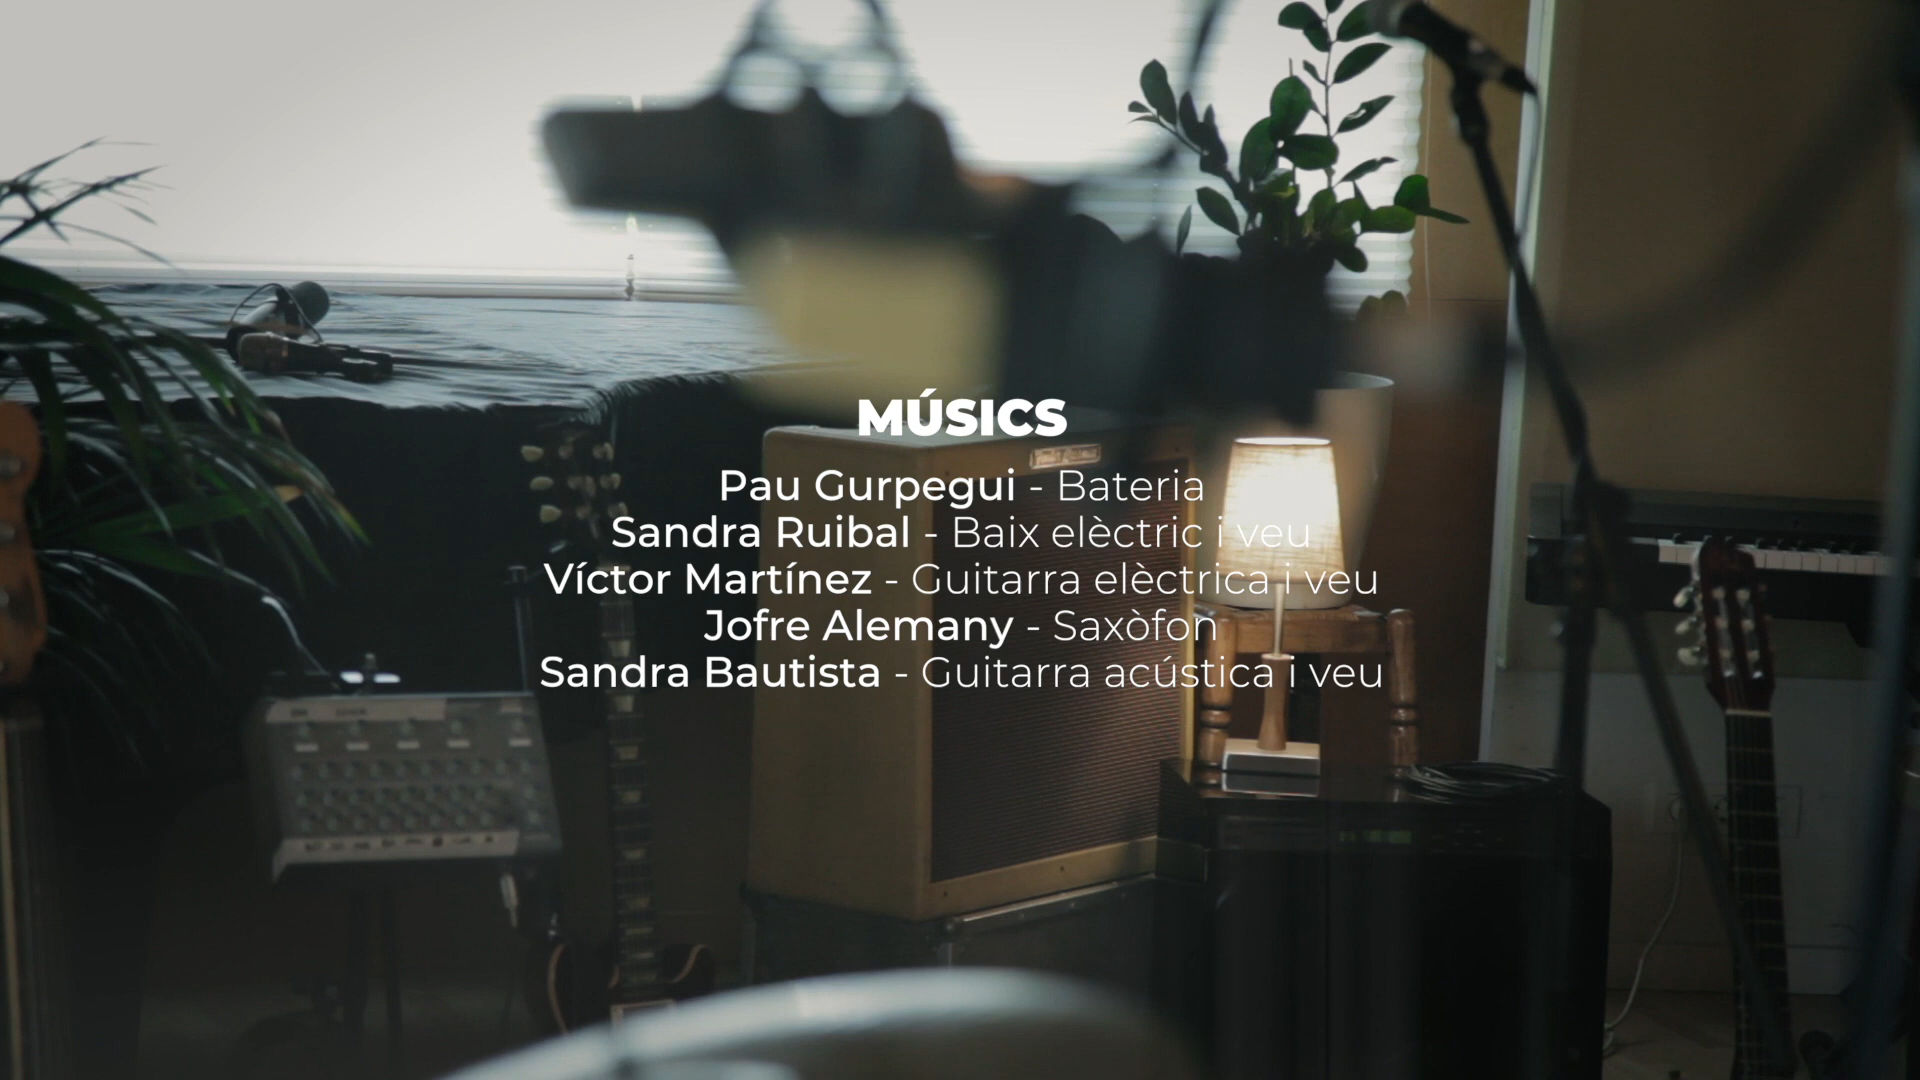 MÚSICS
Pau Gurpegui - Bateria
Sandra Ruibal - Baix elèctric i veu
Víctor Martínez - Guitarra elèctrica i veu
Jofre Alemany - Saxòfon
Sandra Bautista - Guitarra acústica i veu